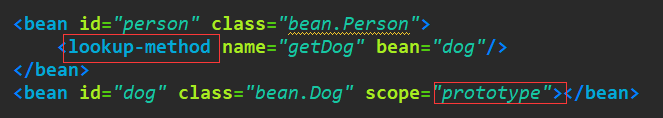 <bean id="person" class="bean.Person">
<lookup-method name="getDog" bean="dog"/>
</bean>
<bean id="dog" class="bean.Dog" scope="prototype"></bean>